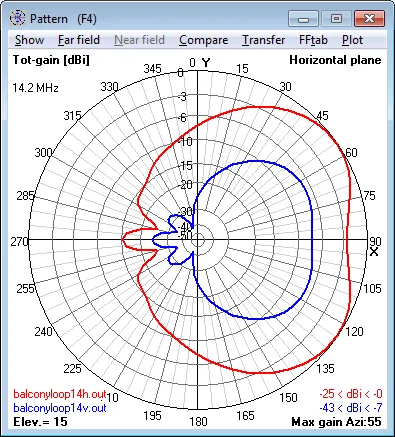 Pattern (F4)
Show Far field Near field Compare Transfer FFtab Plot
Tot-gain [dBi] 0 Y Horizontal plane
14.2 MHz
345 15
330 30
315 45
300 60
285 75
270 90
X
255 105
240 120
225 135
210 150
195 180 165
0
-3
-6
-10
-15
-20
-30
-40
-50
balconyloop14h.out -25 < dBi < -0
balconyloop14v.out -43 < dBi < -7
Elev.= 15 Max gain Azi:55